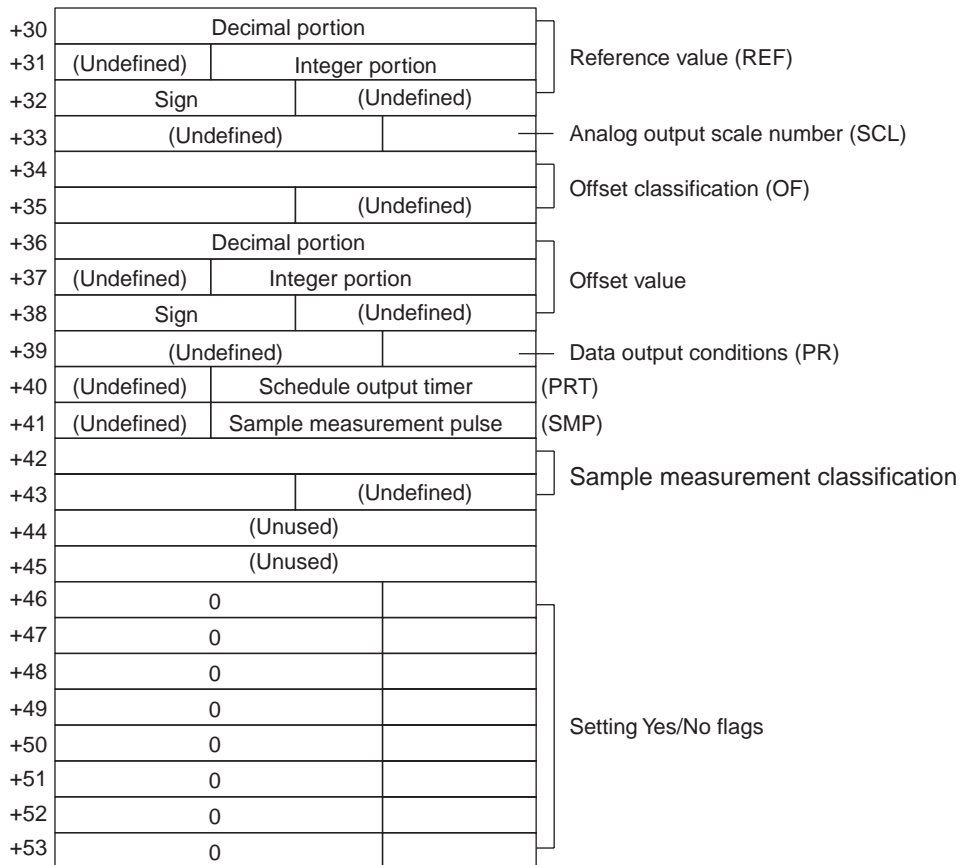 +30 Decimal portion
+31 (Undefined) Integer portion Reference value (REF)
+32 Sign (Undefined)
+33 (Undefined) Analog output scale number (SCL)
+34
Offset classification (OF)
+35 (Undefined)
+36 Decimal portion
+37 (Undefined) Integer portion Offset value
+38 Sign (Undefined)
+39 (Undefined) Data output conditions (PR)
+40 (Undefined) Schedule output timer (PRT)
+41 (Undefined) Sample measurement pulse (SMP)
+42
Sample measurement classification
+43 (Undefined)
+44 (Unused)
+45 (Unused)
+46 0
+47 0
+48 0
+49 0
Setting Yes/No flags
+50 0
+51 0
+52 0
+53 0